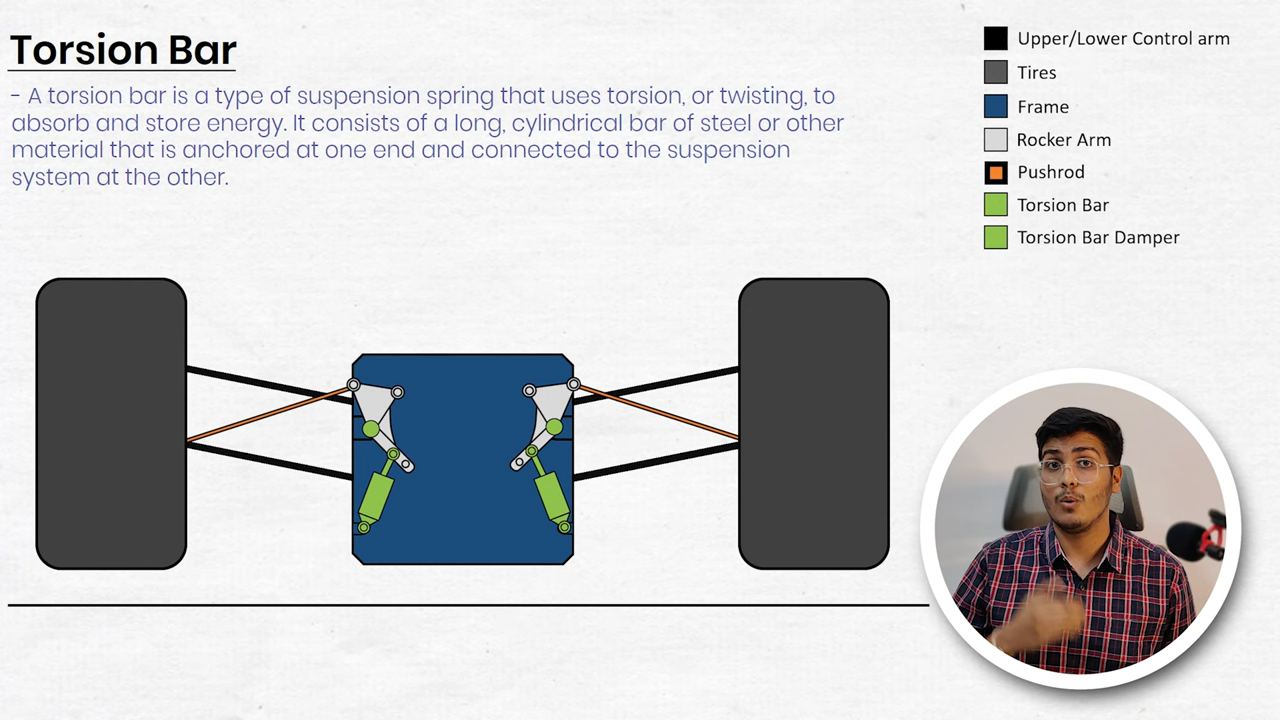 Torsion Bar
- A torsion bar is a type of suspension spring that uses torsion, or twisting, to
absorb and store energy. It consists of a long, cylindrical bar of steel or other
material that is anchored at one end and connected to the suspension
system at the other.
Upper/Lower Control arm
Tires
Frame
Rocker Arm
Pushrod
Torsion Bar
Torsion Bar Damper